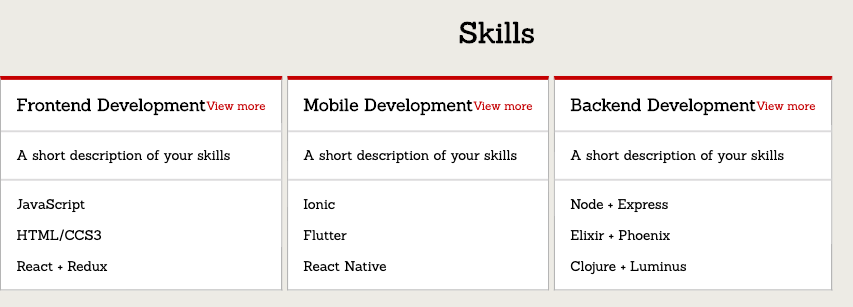 Skills
Frontend Development View more
A short description of your skills
JavaScript
HTML/CCS3
React + Redux
Mobile Development View more
A short description of your skills
Ionic
Flutter
React Native
Backend Development View more
A short description of your skills
Node + Express
Elixir + Phoenix
Clojure + Luminus